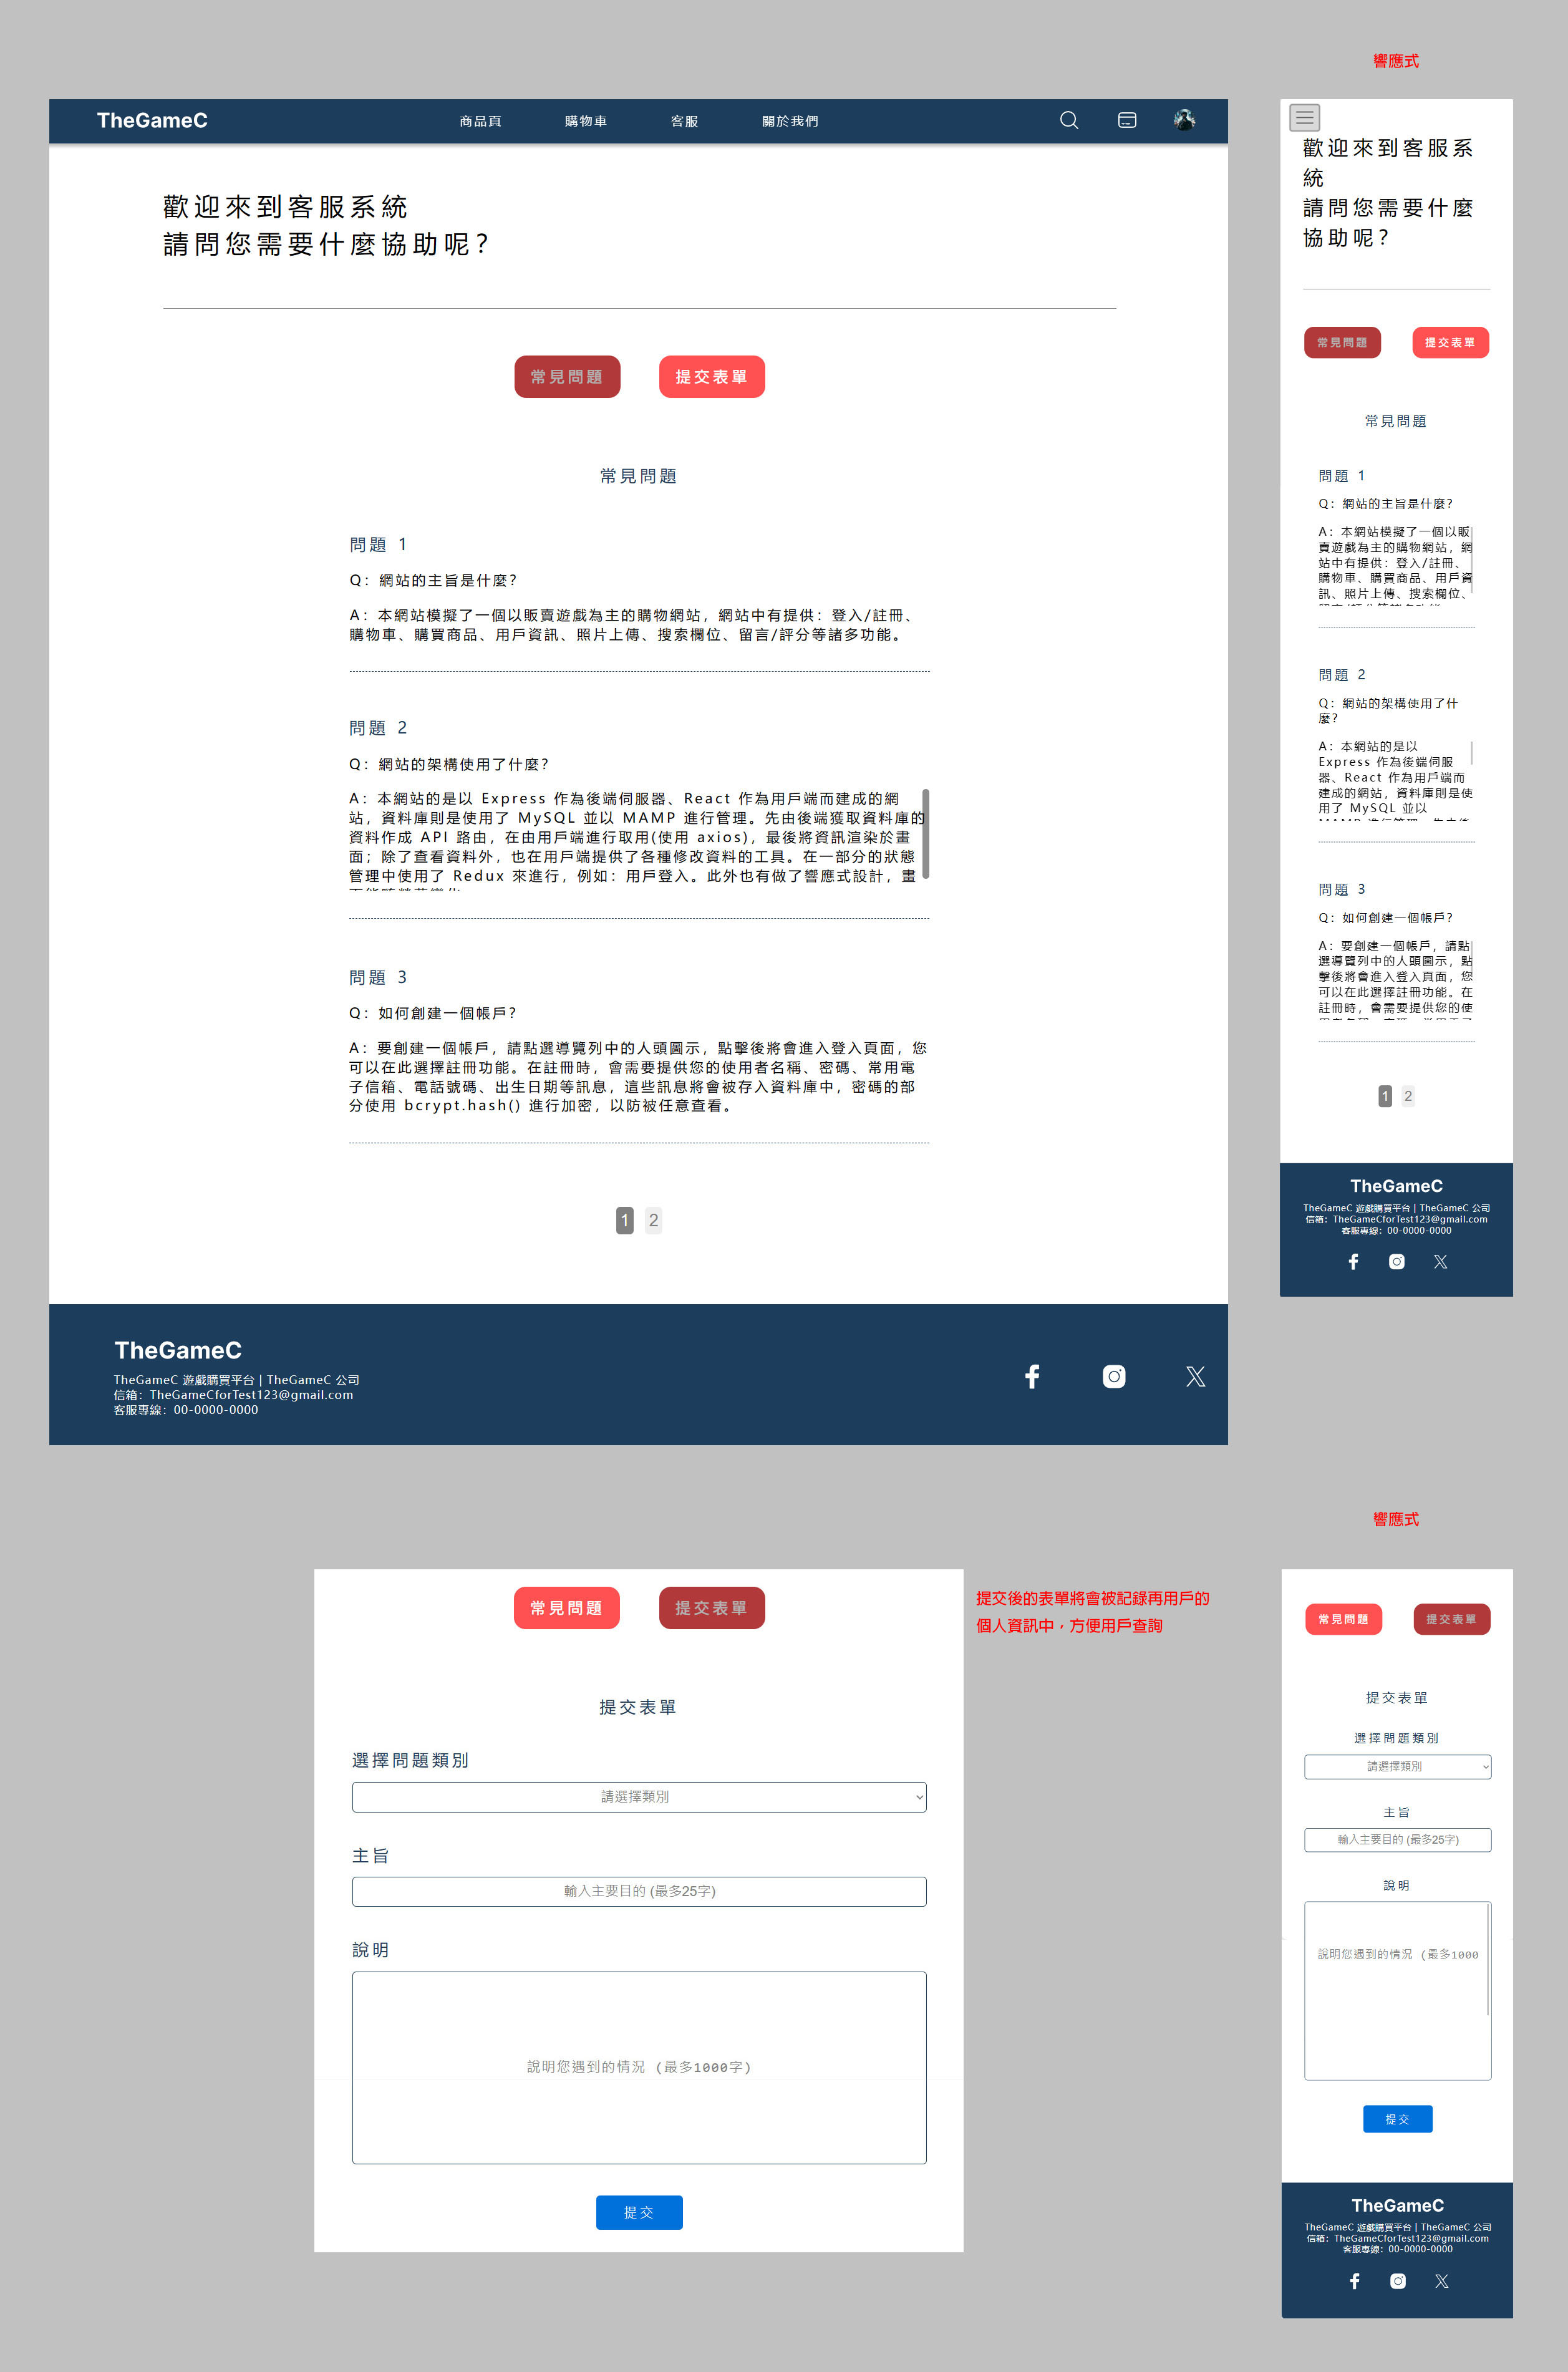 響應式
TheGameC
商品頁
購物車
客服
關於我們
歡迎來到客服系統
請問您需要什麼協助呢?
常見問題
提交表單
常見問題
問題 1
Q: 網站的主旨是什麼?
A: 本網站模擬了一個以販賣遊戲為主的購物網站, 網站中有提供: 登入/註冊、
購物車、購買商品、用戶資訊、照片上傳、搜索欄位、留言/評分等諸多功能。
問題 2
Q: 網站的架構使用了什麼?
A: 本網站的是以 Express 作為後端伺服器、React 作為用戶端而建成的網
站, 資料庫則是使用了 MySQL 並以 MAMP 進行管理。先由後端獲取資料庫的
資料作成 API 路由, 在由用戶端進行取用(使用 axios), 最後將資訊渲染於畫
面; 除了查看資料外, 也在用戶端提供了各種修改資料的工具。在一部分的狀態
管理中使用了 Redux 來進行, 例如: 用戶登入。此外也有做了響應式設計, 畫
問題 3
Q: 如何創建一個帳戶?
A: 要創建一個帳戶, 請點選導覽列中的人頭圖示, 點擊後將會進入登入頁面, 您
可以在此選擇註冊功能。在註冊時, 會需要提供您的使用者名稱、密碼、常用電
子信箱、電話號碼、出生日期等訊息, 這些訊息將會被存入資料庫中, 密碼的部
分使用 bcrypt.hash() 進行加密, 以防被任意查看。
1
2
TheGameC
TheGameC 遊戲購買平台 | TheGameC 公司
信箱: TheGameCforTest123@gmail.com
客服專線: 00-0000-0000
歡迎來到客服系
統
請問您需要什麼
協助呢?
常見問題
提交表單
常見問題
問題 1
Q: 網站的主旨是什麼?
A: 本網站模擬了一個以販
賣遊戲為主的購物網站, 網
站中有提供: 登入/註冊、
購物車、購買商品、用戶資
訊、照片上傳、搜索欄位、
問題 2
Q: 網站的架構使用了什
麼?
A: 本網站的是以
Express 作為後端伺服
器、React 作為用戶端而
建成的網站, 資料庫則是使
用了 MySQL 並以
問題 3
Q: 如何創建一個帳戶?
A: 要創建一個帳戶, 請點
選導覽列中的人頭圖示, 點
擊後將會進入登入頁面, 您
可以在此選擇註冊功能。在
註冊時, 會需要提供您的使
1
2
TheGameC
TheGameC 遊戲購買平台 | TheGameC 公司
信箱: TheGameCforTest123@gmail.com
客服專線: 00-0000-0000
響應式
常見問題
提交表單
提交後的表單將會被記錄再用戶的
個人資訊中，方便用戶查詢
提交表單
選擇問題類別
請選擇類別
主旨
輸入主要目的 (最多25字)
說明
說明您遇到的情況 (最多1000字)
提交
常見問題
提交表單
提交表單
選擇問題類別
請選擇類別
主旨
輸入主要目的 (最多25字)
說明
說明您遇到的情況 (最多1000
提交
TheGameC
TheGameC 遊戲購買平台 | TheGameC 公司
信箱: TheGameCforTest123@gmail.com
客服專線: 00-0000-0000